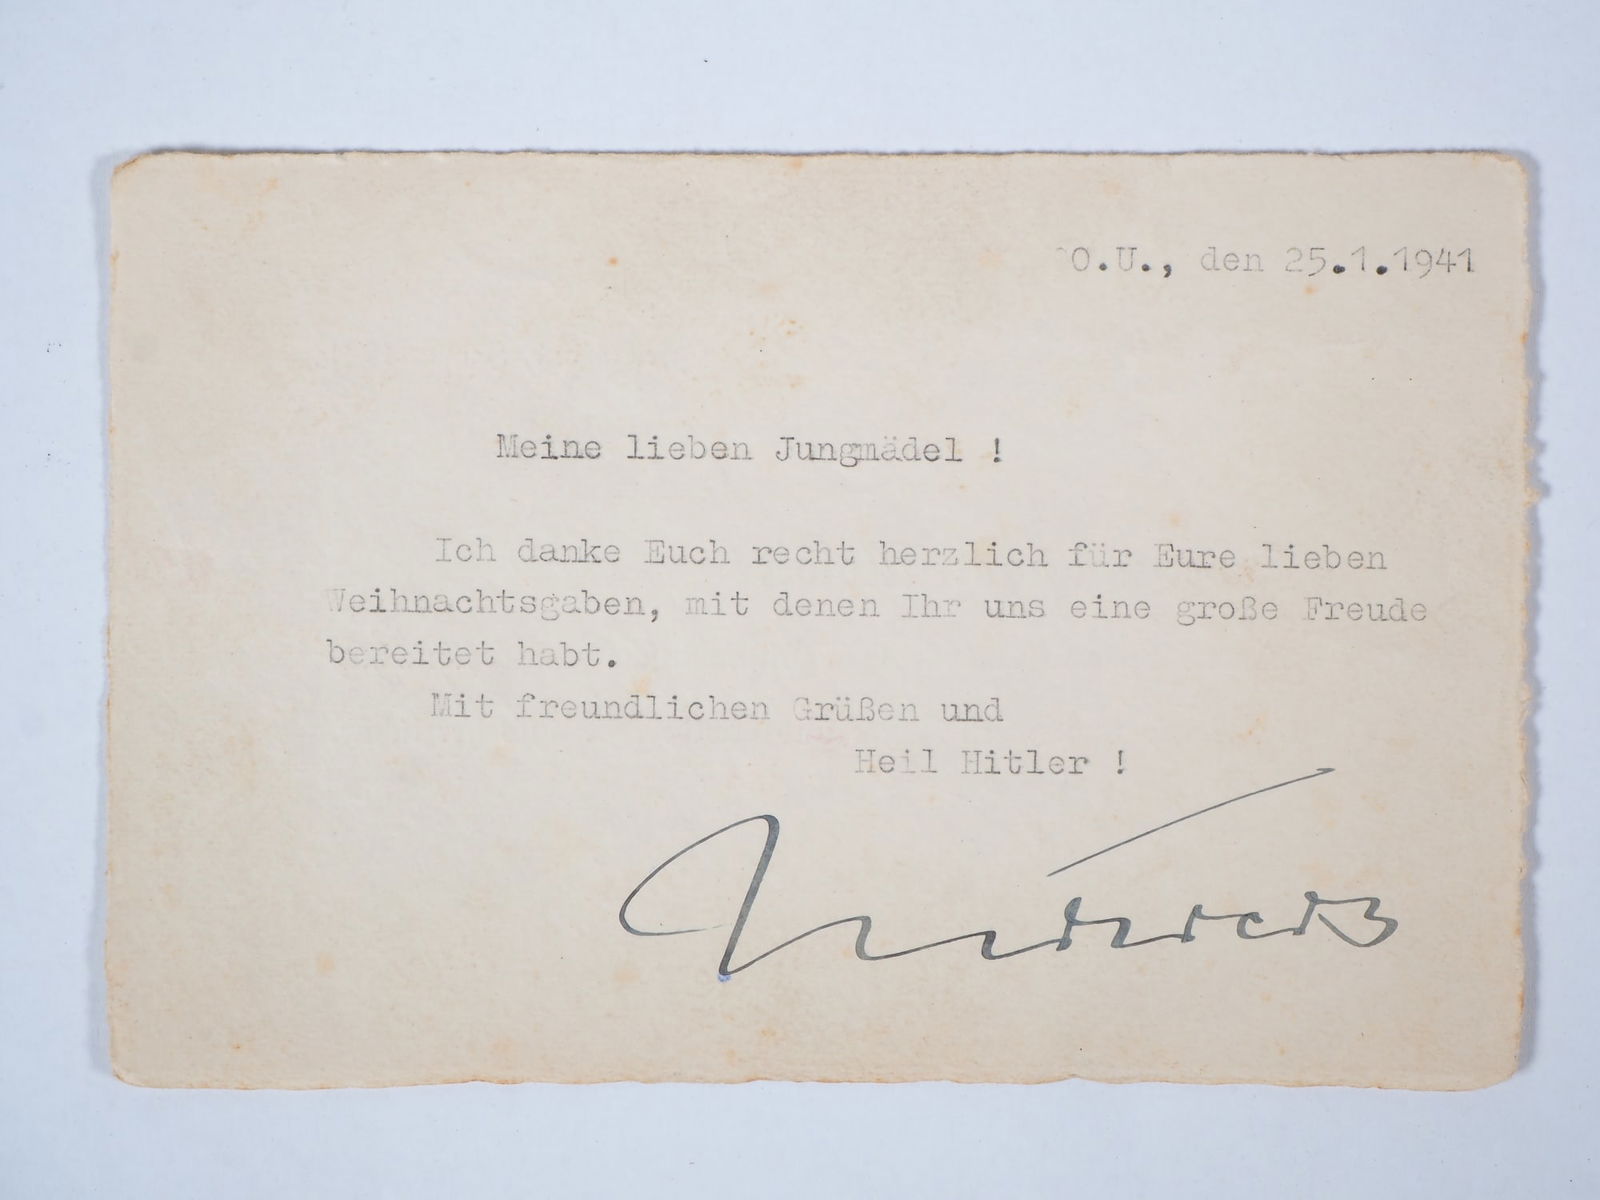 O.U., den 25.1.1941
Meine lieben Jungmädel !
Ich danke Euch recht herzlich für Eure lieben
Weihnachtsgaben, mit denen Ihr uns eine große Freude
bereitet habt.
Mit freundlichen Grüßen und
Heil Hitler !